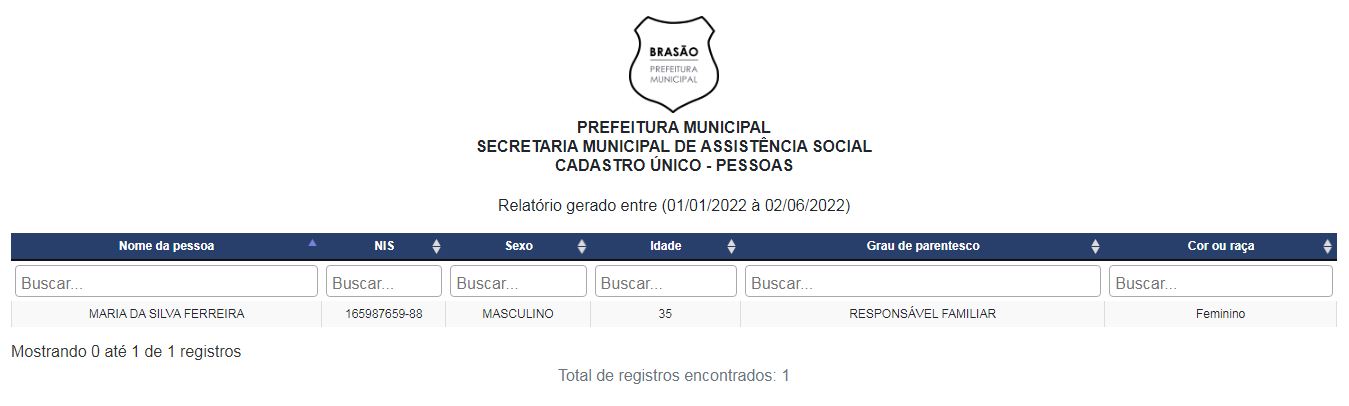 BRASÃO
PREFEITURA
MUNICIPAL
PREFEITURA MUNICIPAL
SECRETARIA MUNICIPAL DE ASSISTÊNCIA SOCIAL
CADASTRO ÚNICO - PESSOAS
Relatório gerado entre (01/01/2022 à 02/06/2022)
Nome da pessoa NIS Sexo Idade Grau de parentesco Cor ou raça
Buscar... Buscar... Buscar... Buscar... Buscar... Buscar...
MARIA DA SILVA FERREIRA 165987659-88 MASCULINO 35 RESPONSÁVEL FAMILIAR Feminino
Mostrando 0 até 1 de 1 registros
Total de registros encontrados: 1